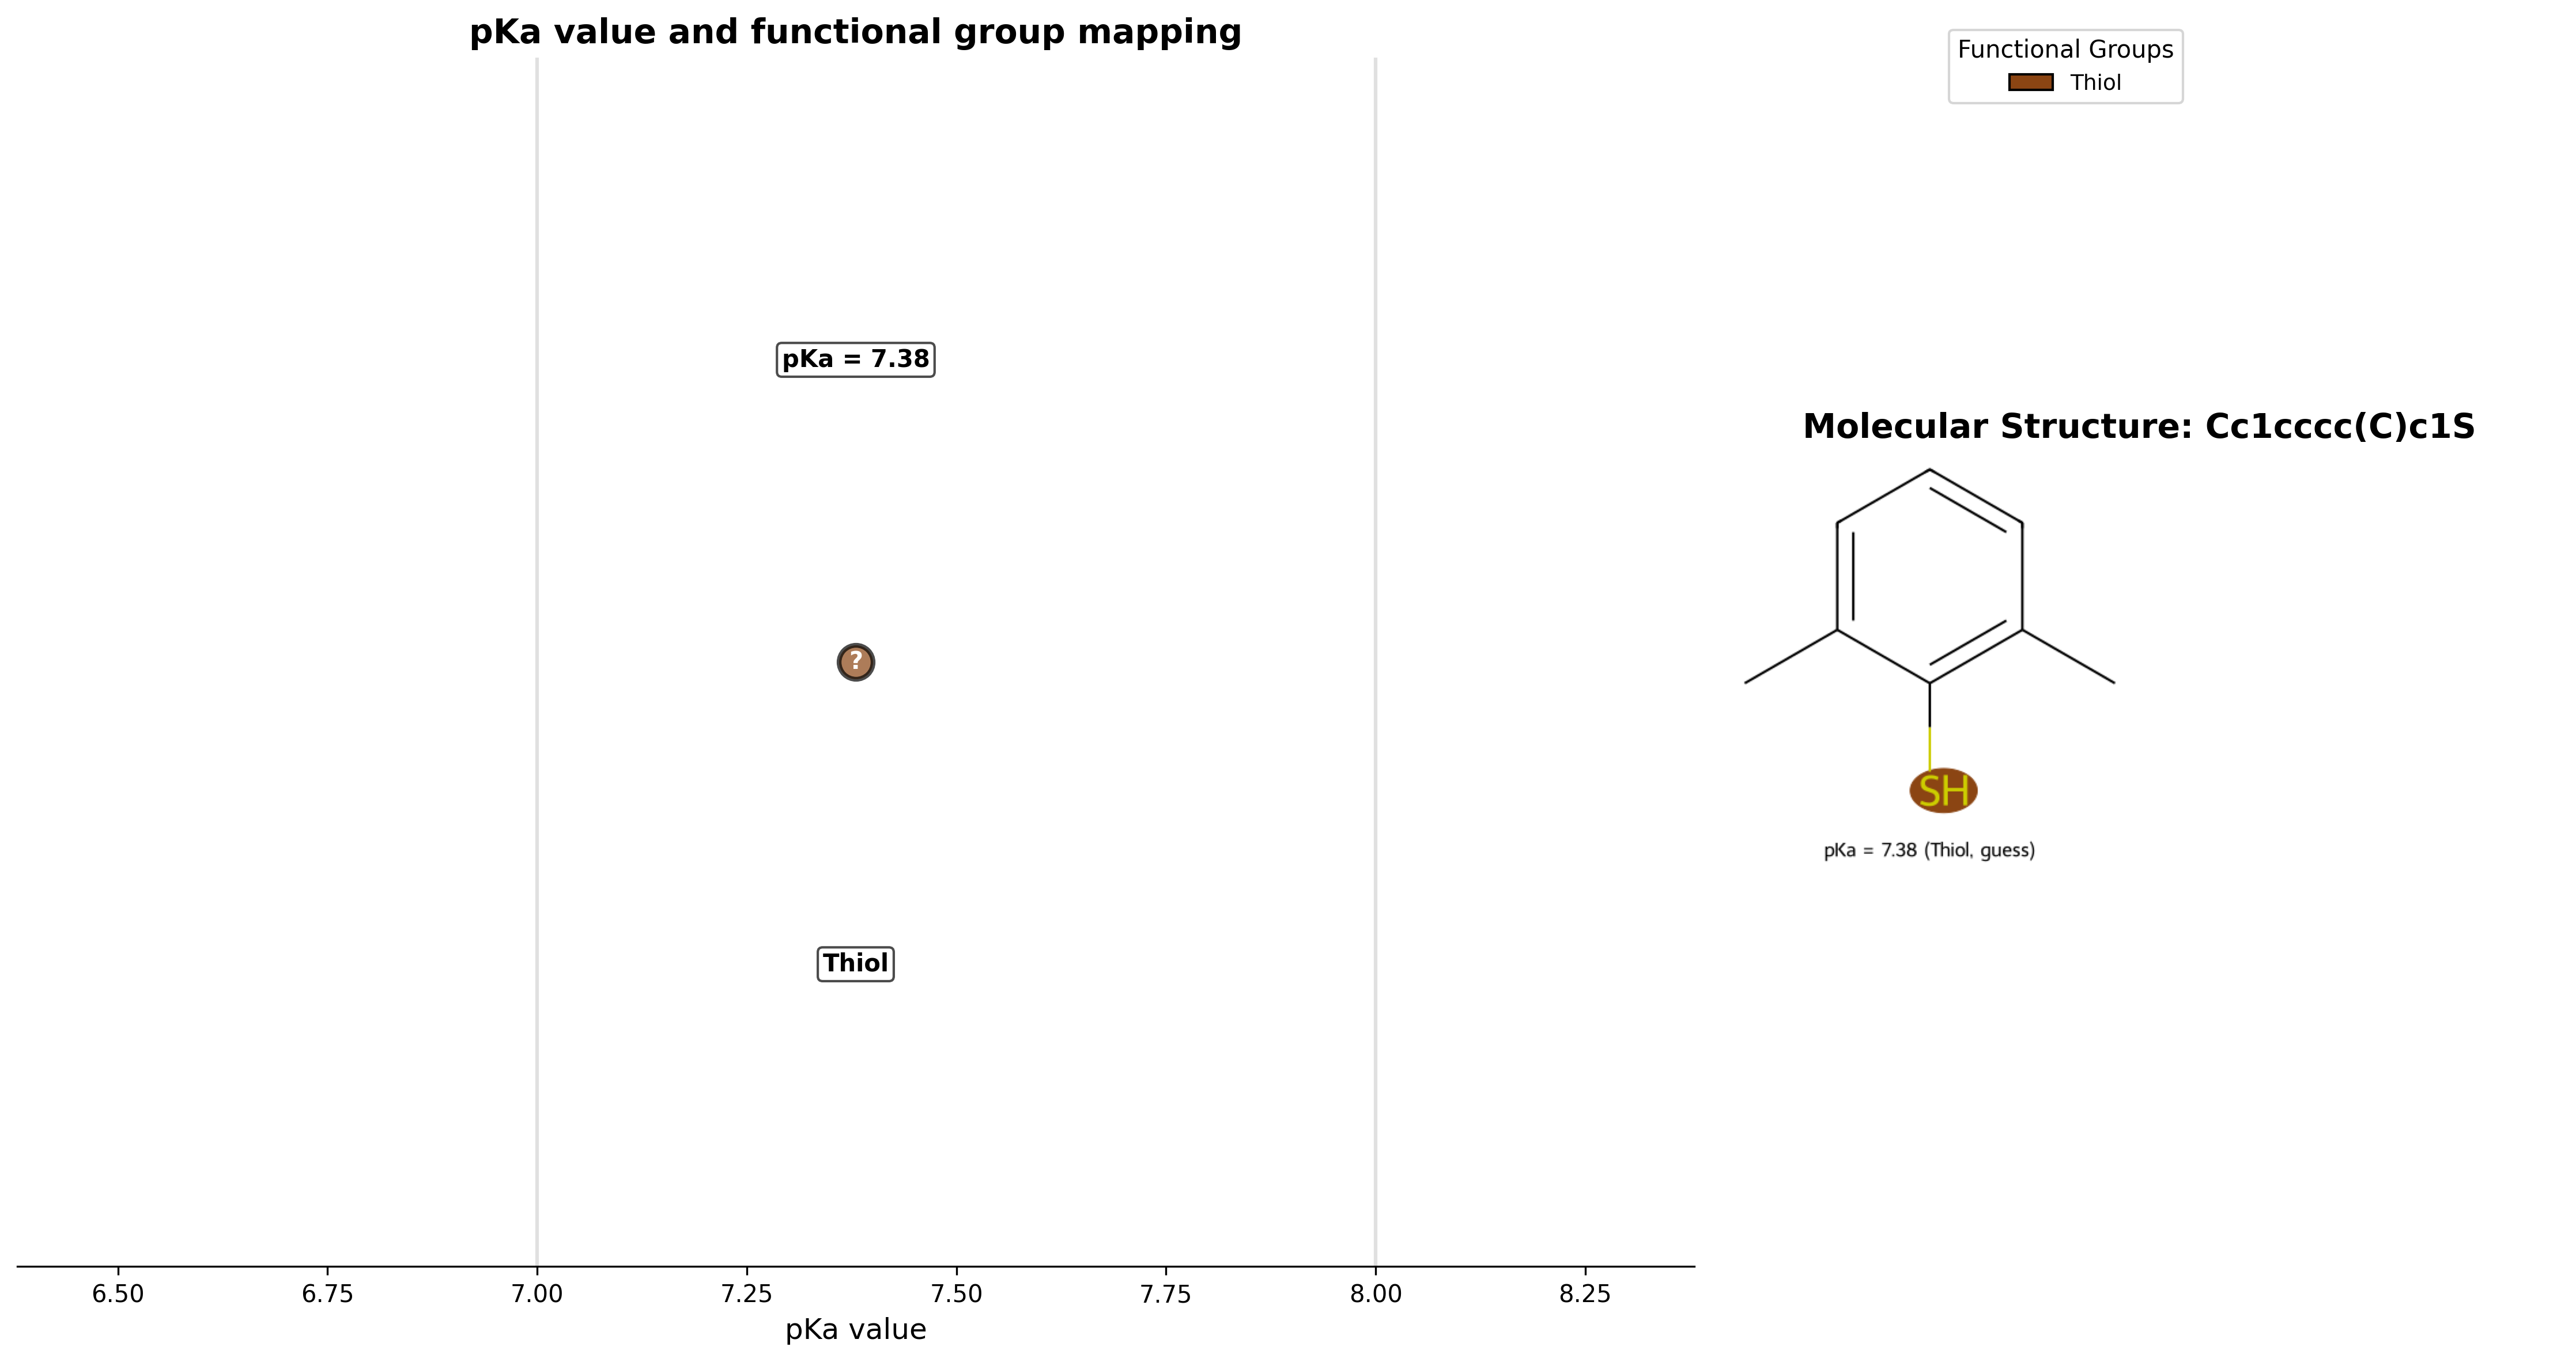 pKa value and functional group mapping
pKa = 7.38
?
Thiol
6.50 6.75 7.00 7.25 7.50 7.75 8.00 8.25
pKa value
Functional Groups
Thiol
Molecular Structure: Cc1cccc(C)c1S
SH
pKa = 7.38 (Thiol, guess)